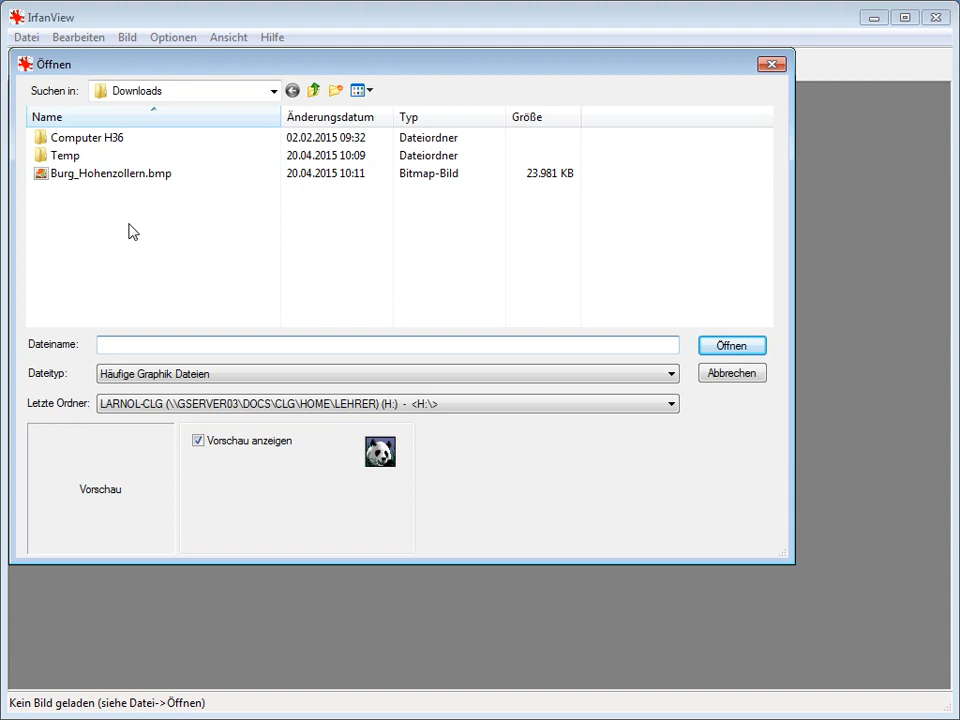 IrfanView
Datei Bearbeiten Bild Optionen Ansicht Hilfe
Öffnen
Suchen in: Downloads
Name Änderungsdatum Typ Größe
Computer H36 02.02.2015 09:32 Dateiordner
Temp 20.04.2015 10:09 Dateiordner
Burg_Hohenzollern.bmp 20.04.2015 10:11 Bitmap-Bild 23.981 KB
Dateiname: Öffnen
Dateityp: Häufige Graphik Dateien Abbrechen
Letzte Ordner: LARNOL-CLG (\\GSERVER03\DOCS\CLG\HOME\LEHRER) (H:) - <H:\>
Vorschau anzeigen
Vorschau
Kein Bild geladen (siehe Datei->Öffnen)